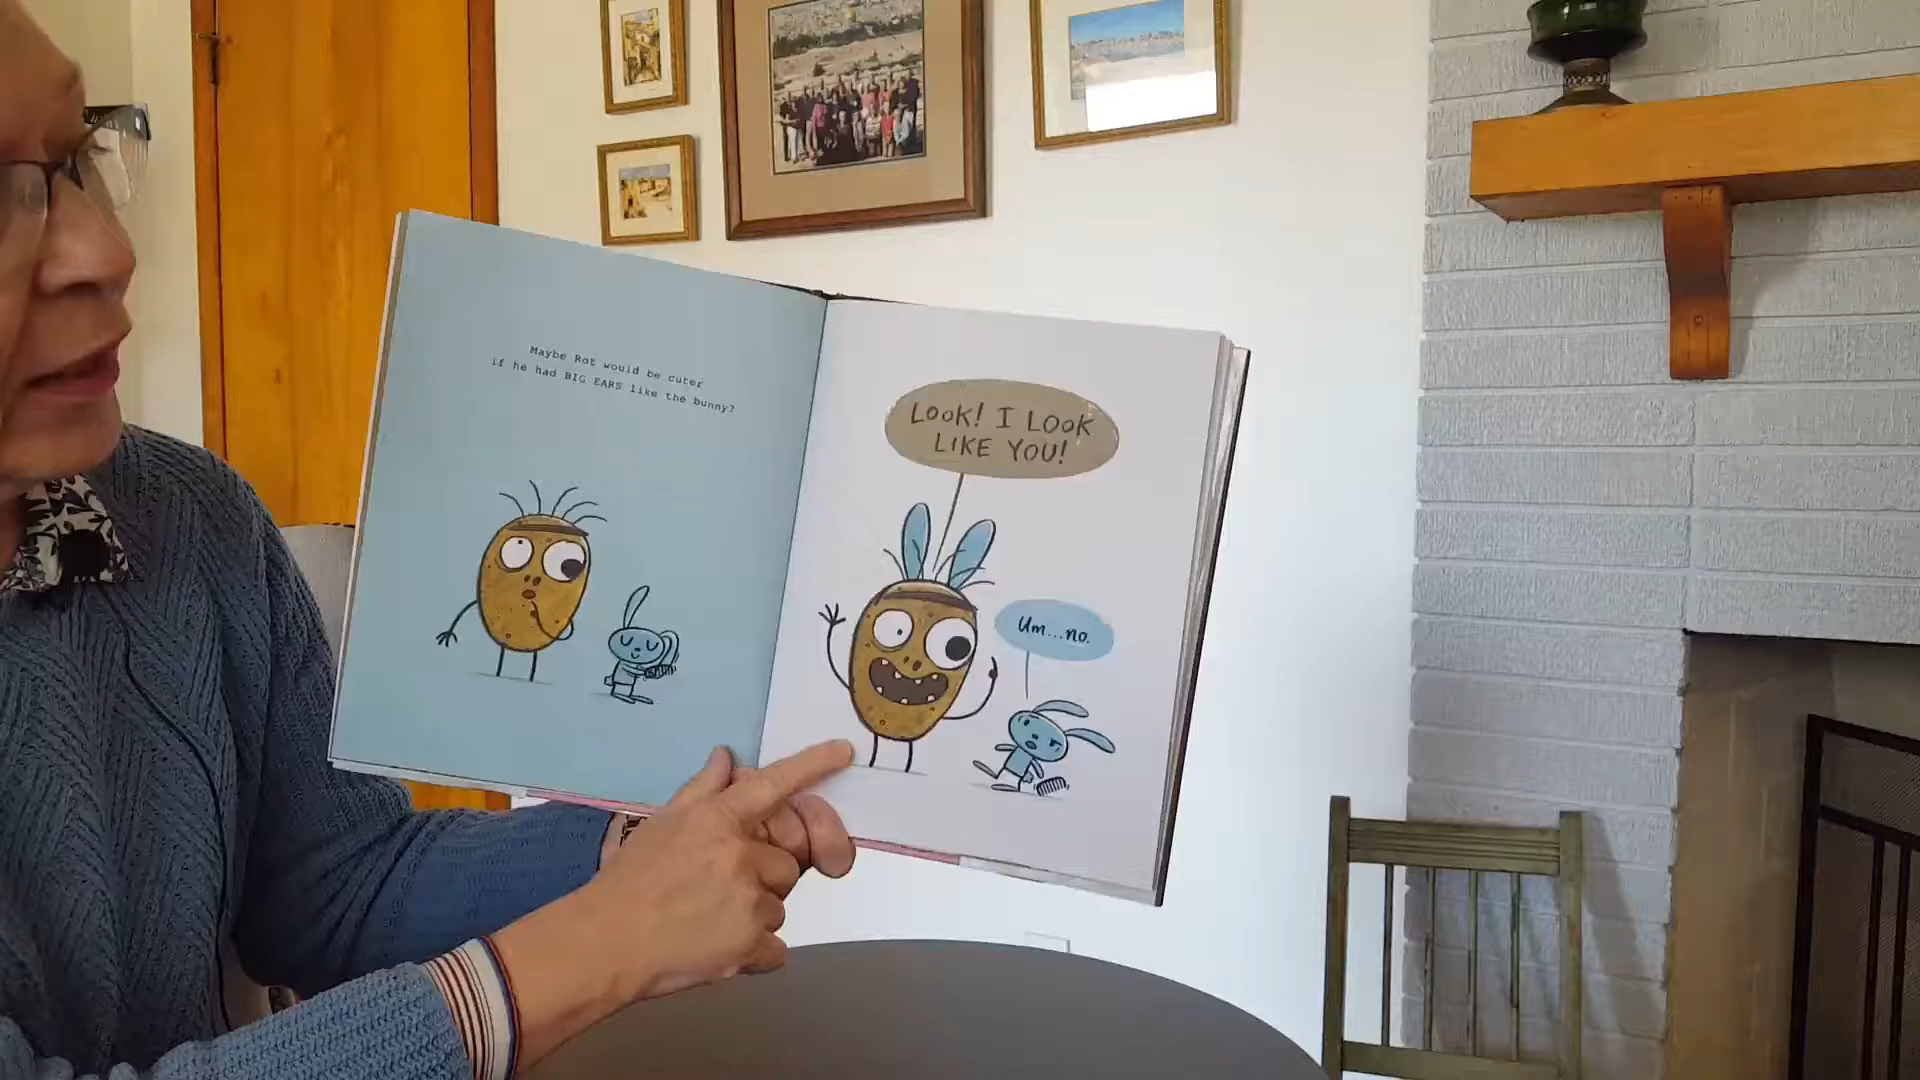 Maybe Rot would be cuter
if he had BIG EARS like the bunny?
LOOK! I LOOK
LIKE YOU!
Um...no.